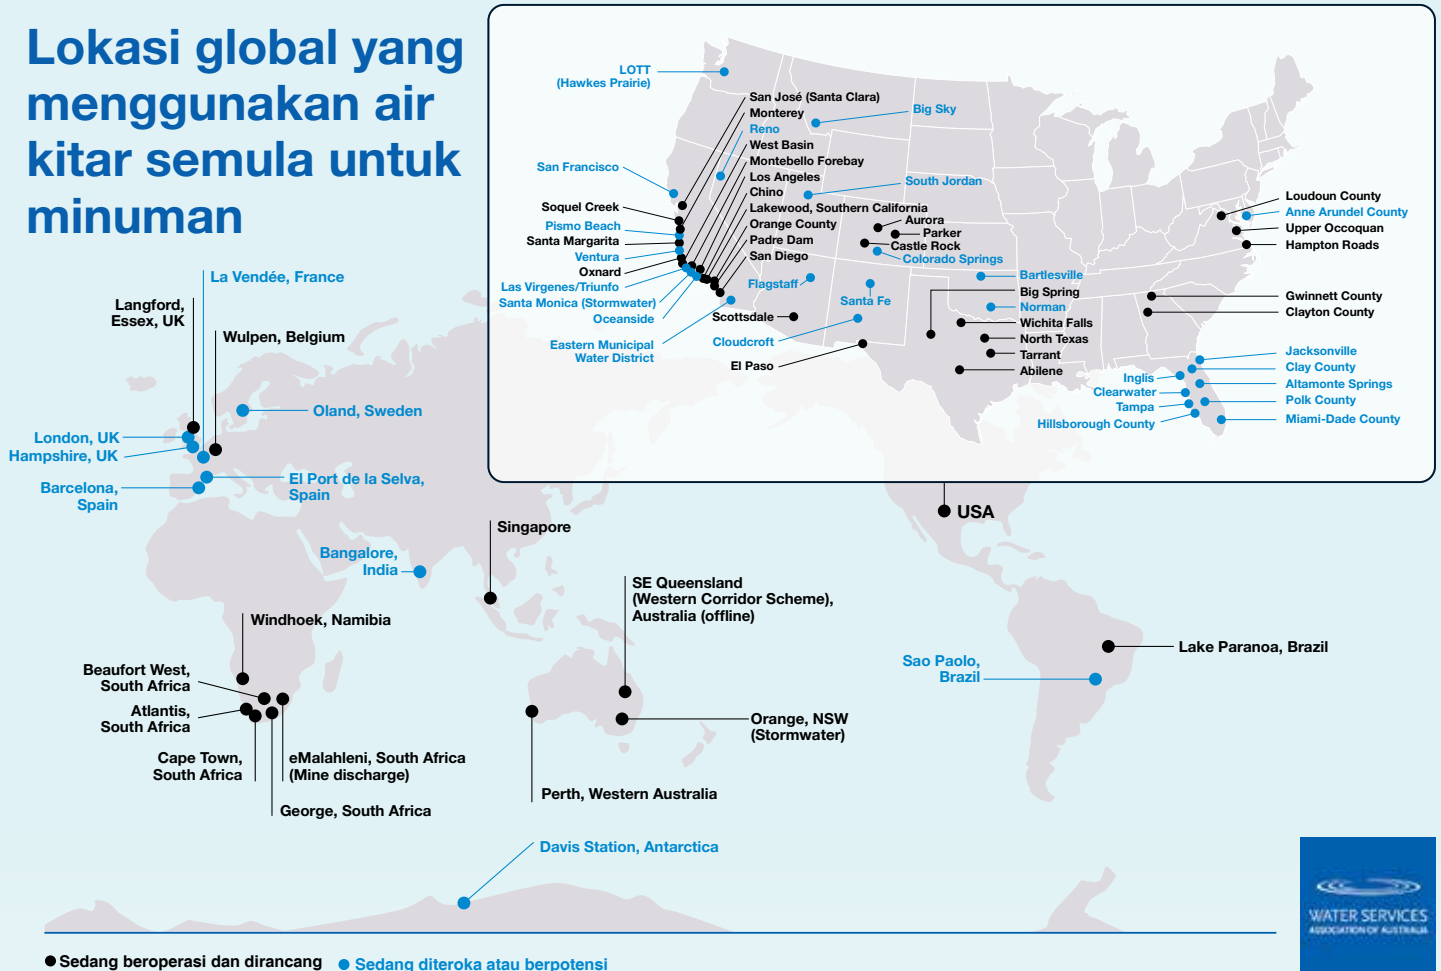 Lokasi global yang
menggunakan air
kitar semula untuk
minuman
LOTT
(Hawkes Prairie)
San José (Santa Clara)
Monterey
Reno
West Basin
Montebello Forebay
Los Angeles
Chino
Lakewood, Southern California
Orange County
Padre Dam
San Diego
Big Sky
South Jordan
San Francisco
Soquel Creek
Pismo Beach
Santa Margarita
Ventura
Oxnard
Las Virgenes/Triunfo
Santa Monica (Stormwater)
Oceanside
Eastern Municipal
Water District
Aurora
Parker
Castle Rock
Colorado Springs
Flagstaff
Santa Fe
Scottsdale
Cloudcroft
El Paso
Bartlesville
Big Spring
Norman
Wichita Falls
North Texas
Tarrant
Abilene
Loudoun County
Anne Arundel County
Upper Occoquan
Hampton Roads
Gwinnett County
Clayton County
Jacksonville
Clay County
Altamonte Springs
Polk County
Miami-Dade County
Inglis
Clearwater
Tampa
Hillsborough County
La Vendée, France
Langford,
Essex, UK
Wulpen, Belgium
Oland, Sweden
London, UK
Hampshire, UK
Barcelona,
Spain
El Port de la Selva,
Spain
USA
Singapore
Bangalore,
India
SE Queensland
(Western Corridor Scheme),
Australia (offline)
Windhoek, Namibia
Beaufort West,
South Africa
Atlantis,
South Africa
Cape Town,
South Africa
eMalahleni, South Africa
(Mine discharge)
George, South Africa
Orange, NSW
(Stormwater)
Perth, Western Australia
Lake Paranoa, Brazil
Sao Paolo,
Brazil
Davis Station, Antarctica
WATER SERVICES
ASSOCIATION OF AUSTRALIA
Sedang beroperasi dan dirancang
Sedang diteroka atau berpotensi